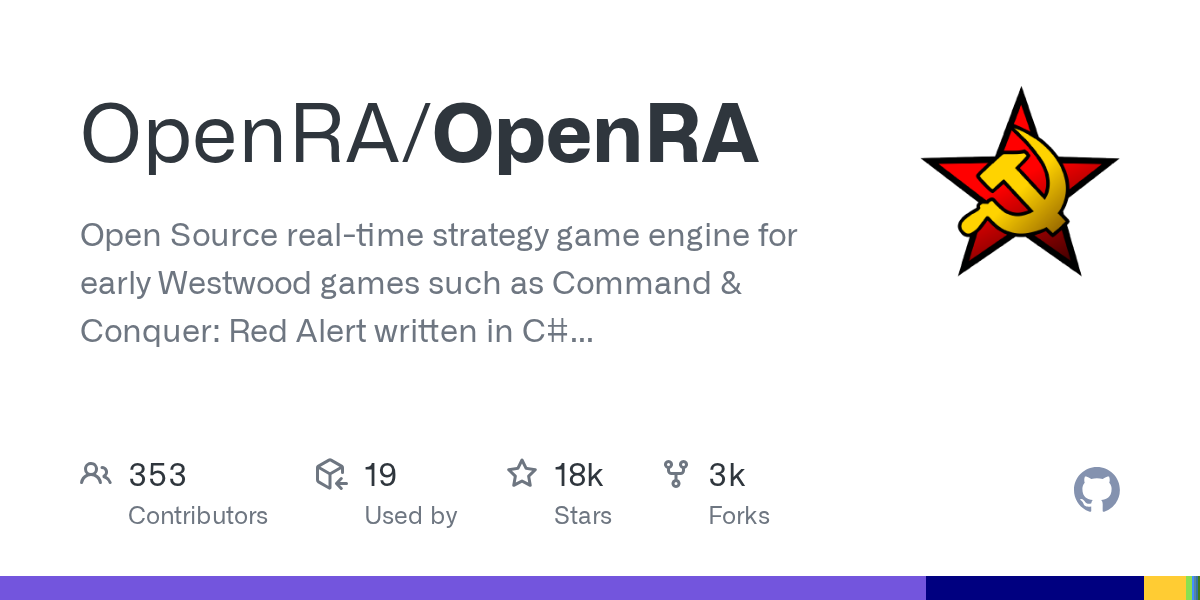 OpenRA/OpenRA
Open Source real-time strategy game engine for
early Westwood games such as Command &
Conquer: Red Alert written in C#...
353 19 18k 3k
Contributors Used by Stars Forks